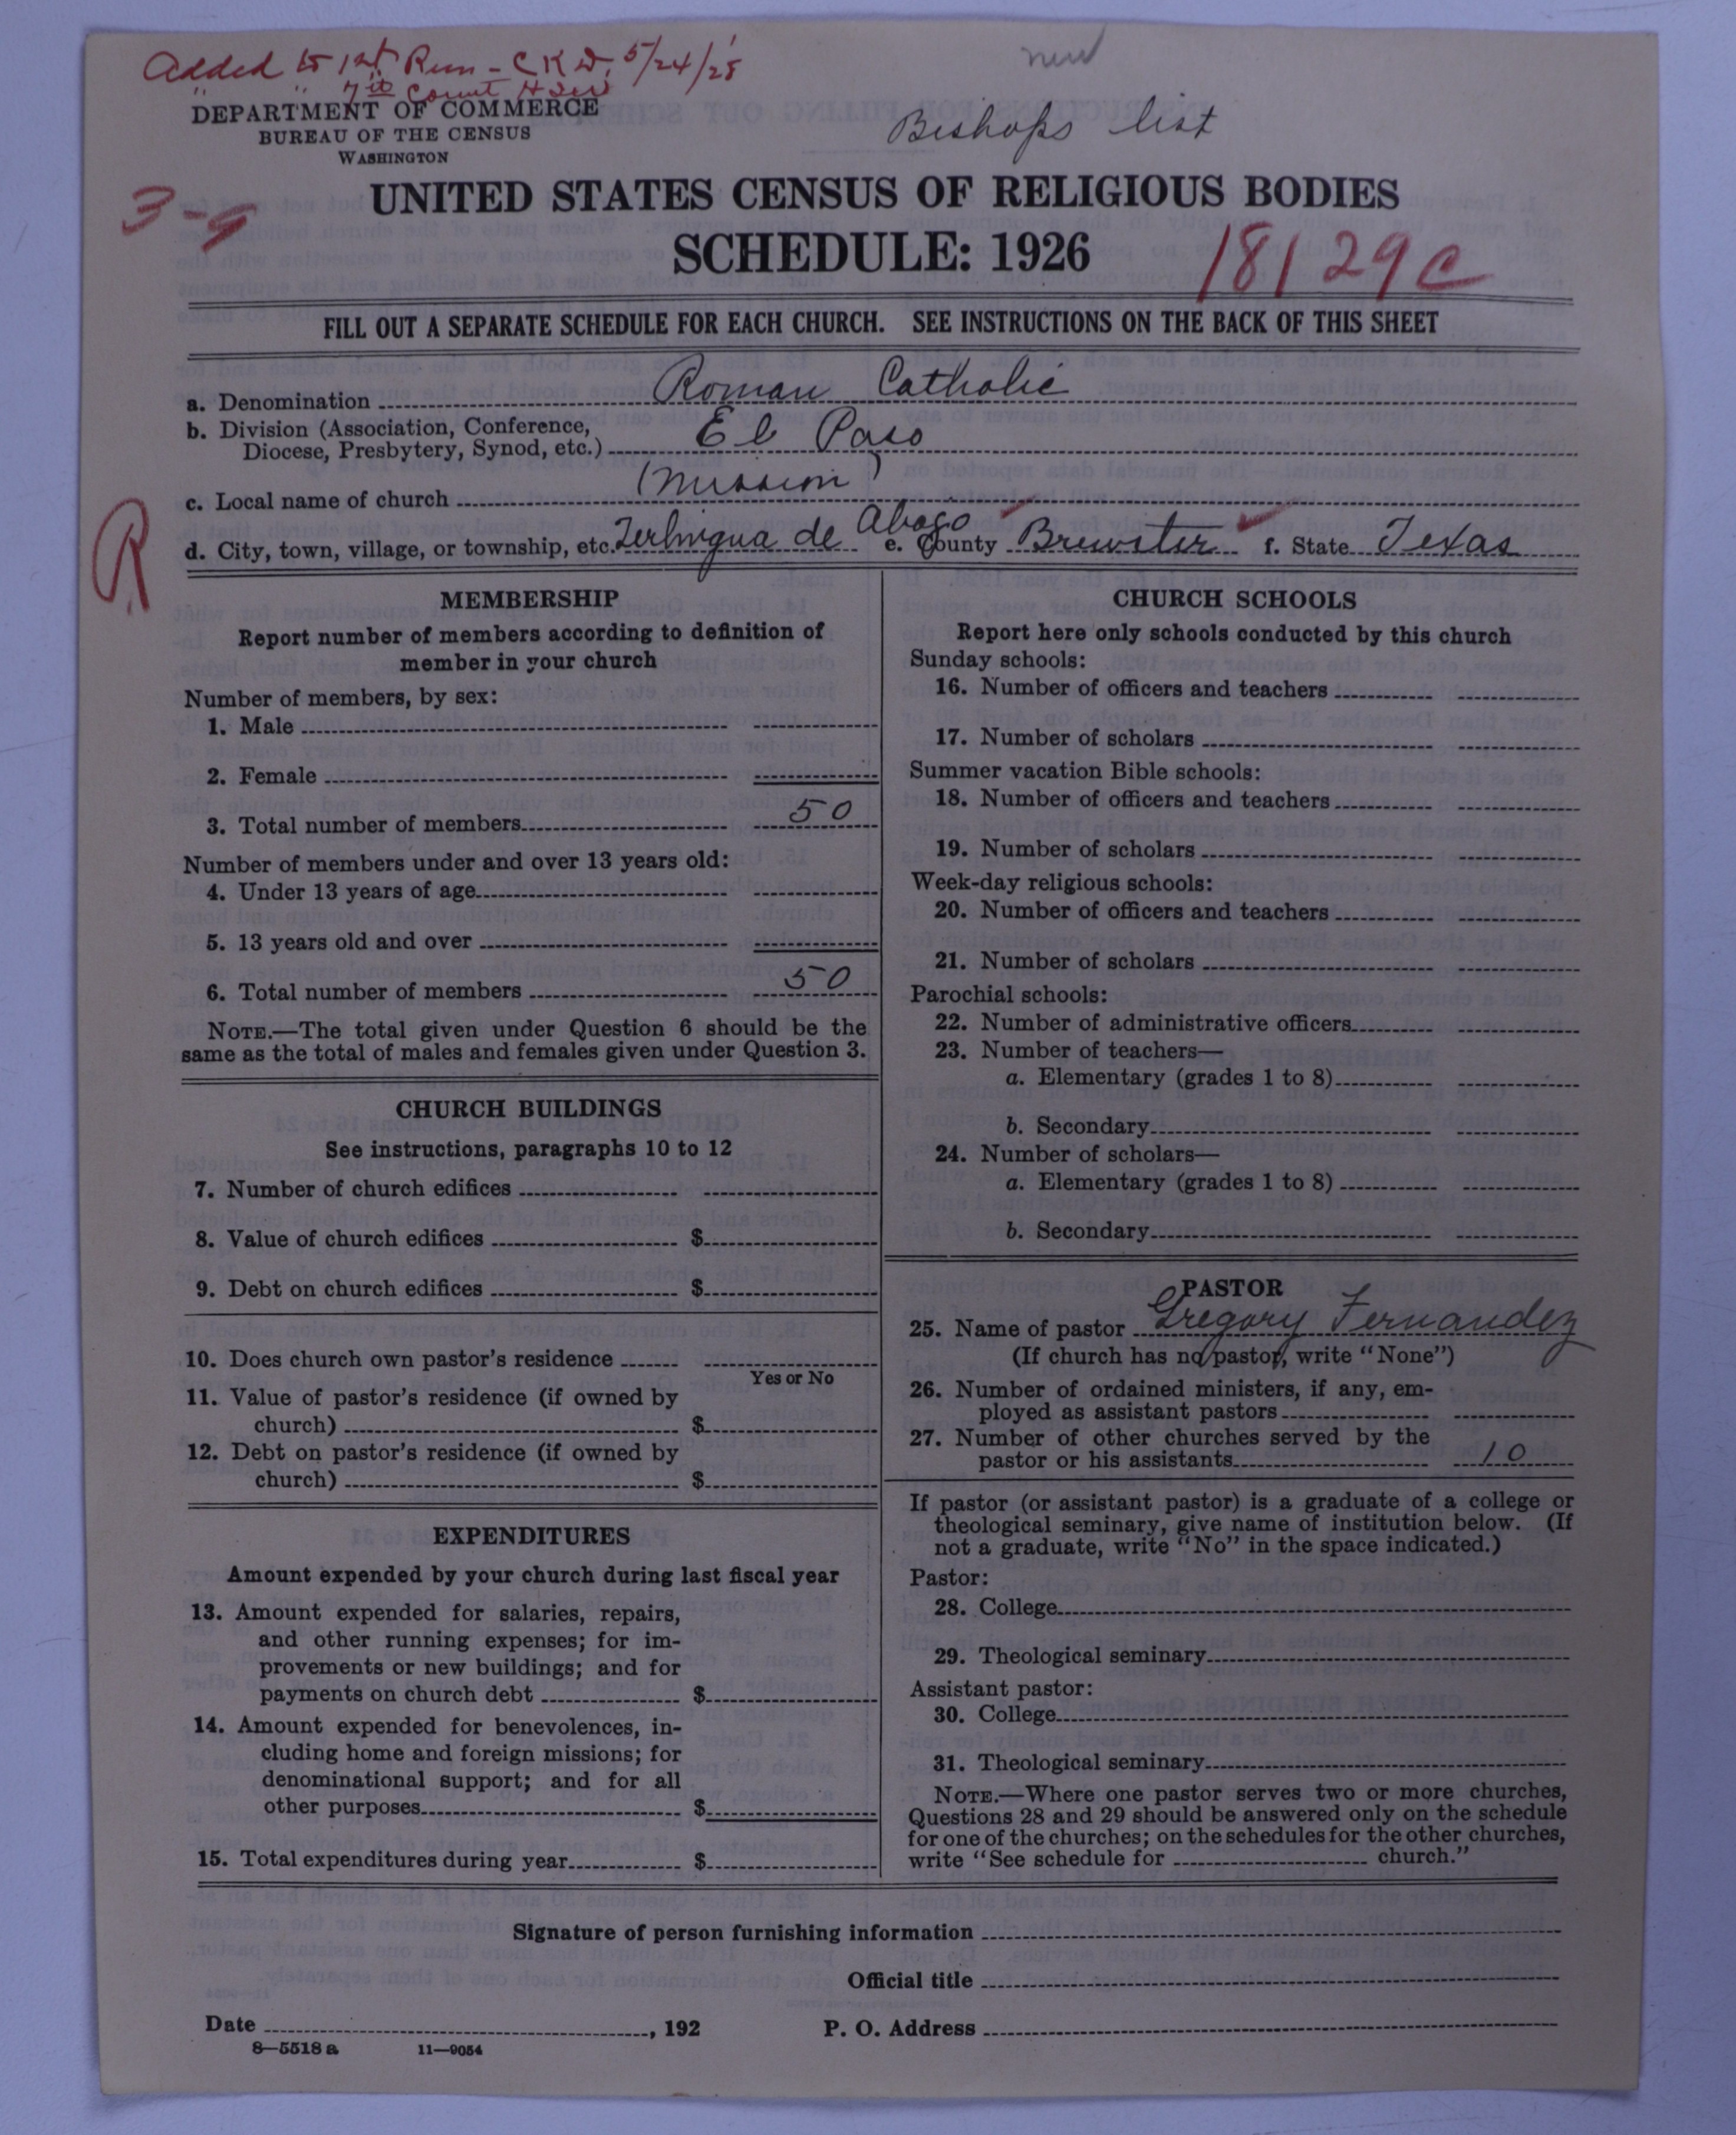 Added to 1st Run - C K W, 5/24/28
" " 7th Count
new
DEPARTMENT OF COMMERCE
BUREAU OF THE CENSUS
WASHINGTON
Bishops list
3-9
UNITED STATES CENSUS OF RELIGIOUS BODIES
SCHEDULE: 1926
18129c
FILL OUT A SEPARATE SCHEDULE FOR EACH CHURCH. SEE INSTRUCTIONS ON THE BACK OF THIS SHEET
a. Denomination Roman Catholic
b. Division (Association, Conference,
Diocese, Presbytery, Synod, etc.) El Paso
c. Local name of church (Mission)
R
d. City, town, village, or township, etc. Terlingua de Abago e. County Brewster f. State Texas
MEMBERSHIP
Report number of members according to definition of
member in your church
Number of members, by sex:
1. Male
2. Female
3. Total number of members 50
Number of members under and over 13 years old:
4. Under 13 years of age
5. 13 years old and over
6. Total number of members 50
NOTE.—The total given under Question 6 should be the
same as the total of males and females given under Question 3.
CHURCH BUILDINGS
See instructions, paragraphs 10 to 12
7. Number of church edifices
8. Value of church edifices $
9. Debt on church edifices $
10. Does church own pastor's residence
Yes or No
11. Value of pastor's residence (if owned by
church) $
12. Debt on pastor's residence (if owned by
church) $
EXPENDITURES
Amount expended by your church during last fiscal year
13. Amount expended for salaries, repairs,
and other running expenses; for im-
provements or new buildings; and for
payments on church debt $
14. Amount expended for benevolences, in-
cluding home and foreign missions; for
denominational support; and for all
other purposes $
15. Total expenditures during year $
CHURCH SCHOOLS
Report here only schools conducted by this church
Sunday schools:
16. Number of officers and teachers
17. Number of scholars
Summer vacation Bible schools:
18. Number of officers and teachers
19. Number of scholars
Week-day religious schools:
20. Number of officers and teachers
21. Number of scholars
Parochial schools:
22. Number of administrative officers
23. Number of teachers—
a. Elementary (grades 1 to 8)
b. Secondary
24. Number of scholars—
a. Elementary (grades 1 to 8)
b. Secondary
PASTOR
25. Name of pastor Gregory Fernandez
(If church has no pastor, write "None")
26. Number of ordained ministers, if any, em-
ployed as assistant pastors
27. Number of other churches served by the
pastor or his assistants 10
If pastor (or assistant pastor) is a graduate of a college or
theological seminary, give name of institution below. (If
not a graduate, write "No" in the space indicated.)
Pastor:
28. College
29. Theological seminary
Assistant pastor:
30. College
31. Theological seminary
NOTE.—Where one pastor serves two or more churches,
Questions 28 and 29 should be answered only on the schedule
for one of the churches; on the schedules for the other churches,
write "See schedule for church."
Signature of person furnishing information
Official title
Date , 192
P. O. Address
8—5518 a 11—9054